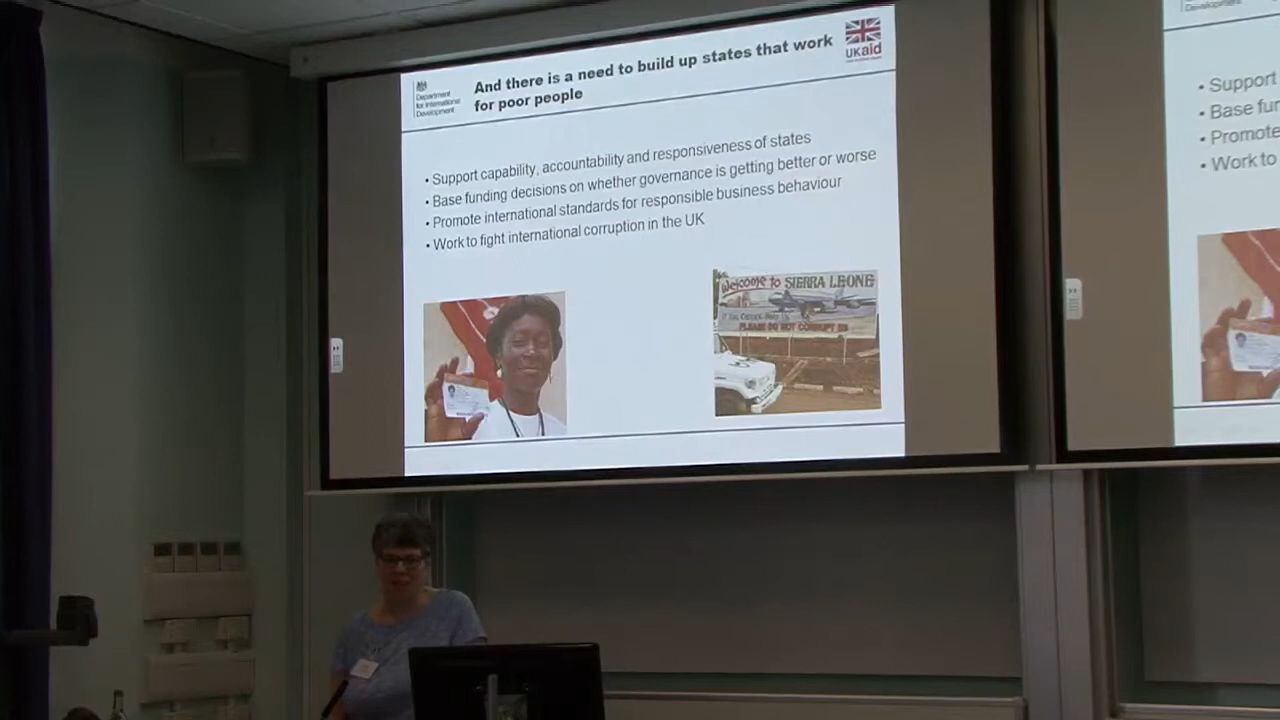 And there is a need to build up states that work
for poor people
Department
for International
Development
UKaid
• Support capability, accountability and responsiveness of states
• Base funding decisions on whether governance is getting better or worse
• Promote international standards for responsible business behaviour
• Work to fight international corruption in the UK
Welcome to SIERRA LEONE
PLEASE DO NOT CORRUPT US
Development
• Support
• Base fu
• Promote
• Work to